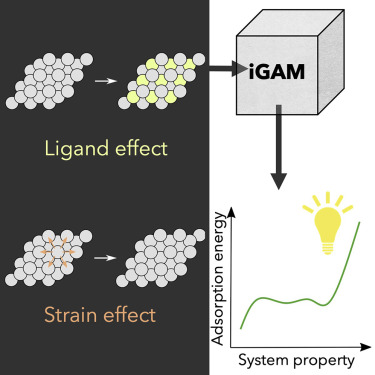 iGAM
Ligand effect
Strain effect
Adsorption energy
System property